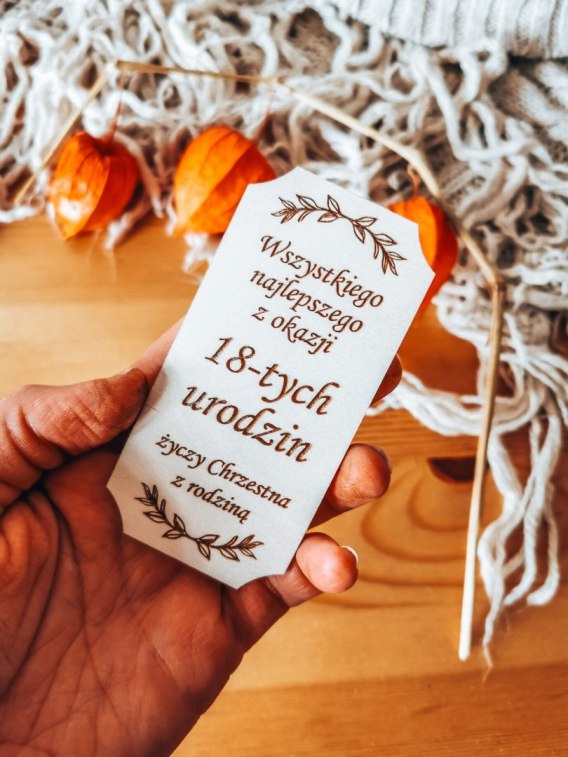 Wszystkiego
najlepszego
z okazji
18-tych
urodzin
życzy Chrzestna
z rodziną